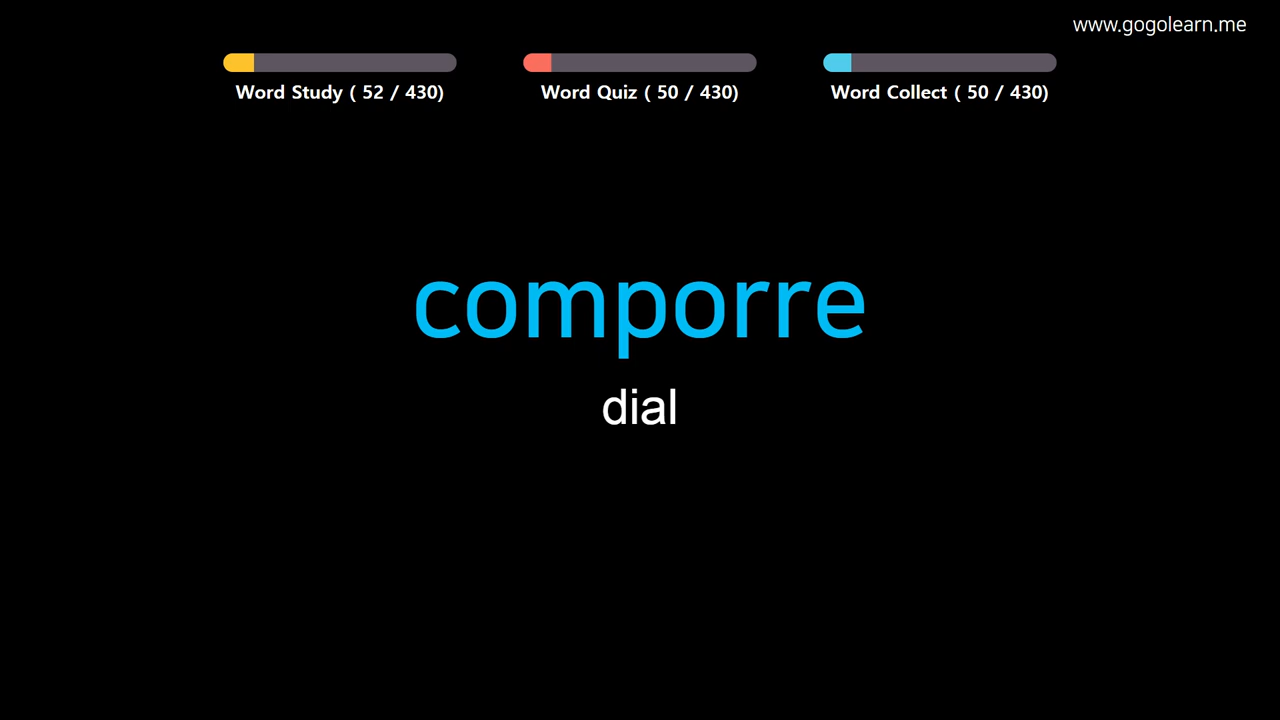 www.gogolearn.me
Word Study ( 52 / 430)
Word Quiz ( 50 / 430)
Word Collect ( 50 / 430)
comporre
dial